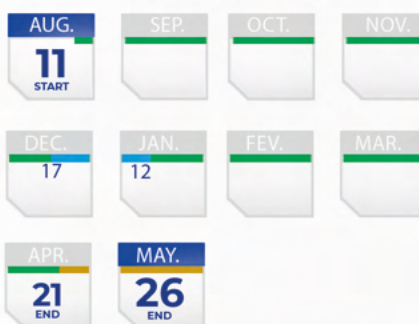 AUG.
11
START
SEP.
OCT.
NOV.
DEC.
17
JAN.
12
FEV.
MAR.
APR.
21
END
MAY.
26
END